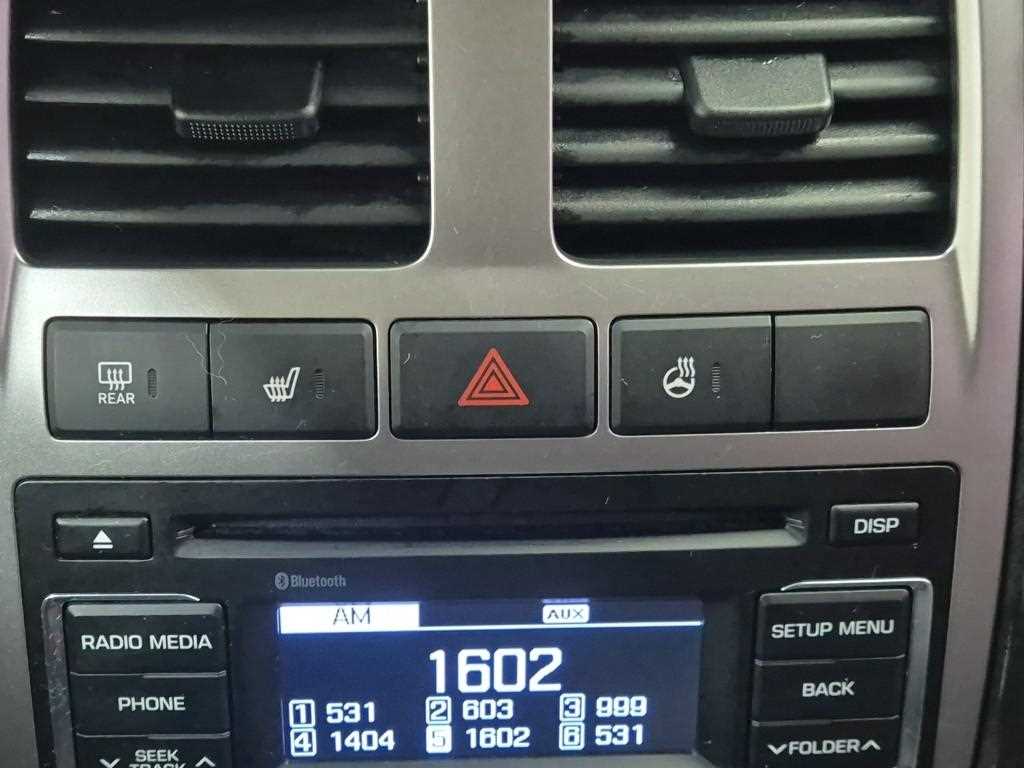 REAR
DISP
Bluetooth
AM AUX
RADIO MEDIA
SETUP MENU
1602
PHONE
BACK
1 531 2 603 3 999
4 1404 5 1602 6 531
SEEK
TRACK
FOLDER